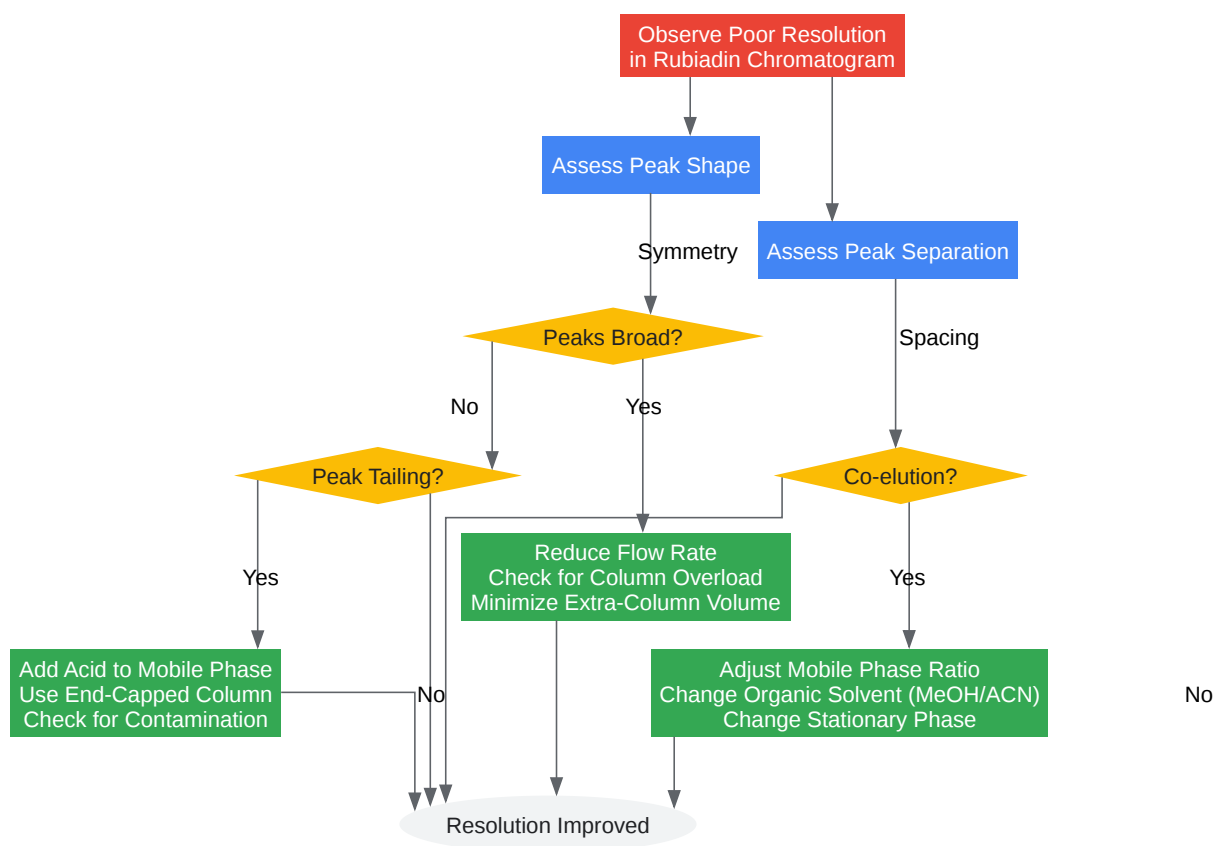 Observe Poor Resolution
in Rubiadin Chromatogram
Assess Peak Shape
Symmetry
Assess Peak Separation
Peaks Broad?
Spacing
No
Yes
Peak Tailing?
Co-elution?
Reduce Flow Rate
Check for Column Overload
Minimize Extra-Column Volume
Yes
Yes
Add Acid to Mobile Phase
Use End-Capped Column
Check for Contamination
No
Adjust Mobile Phase Ratio
Change Organic Solvent (MeOH/ACN)
Change Stationary Phase
No
Resolution Improved